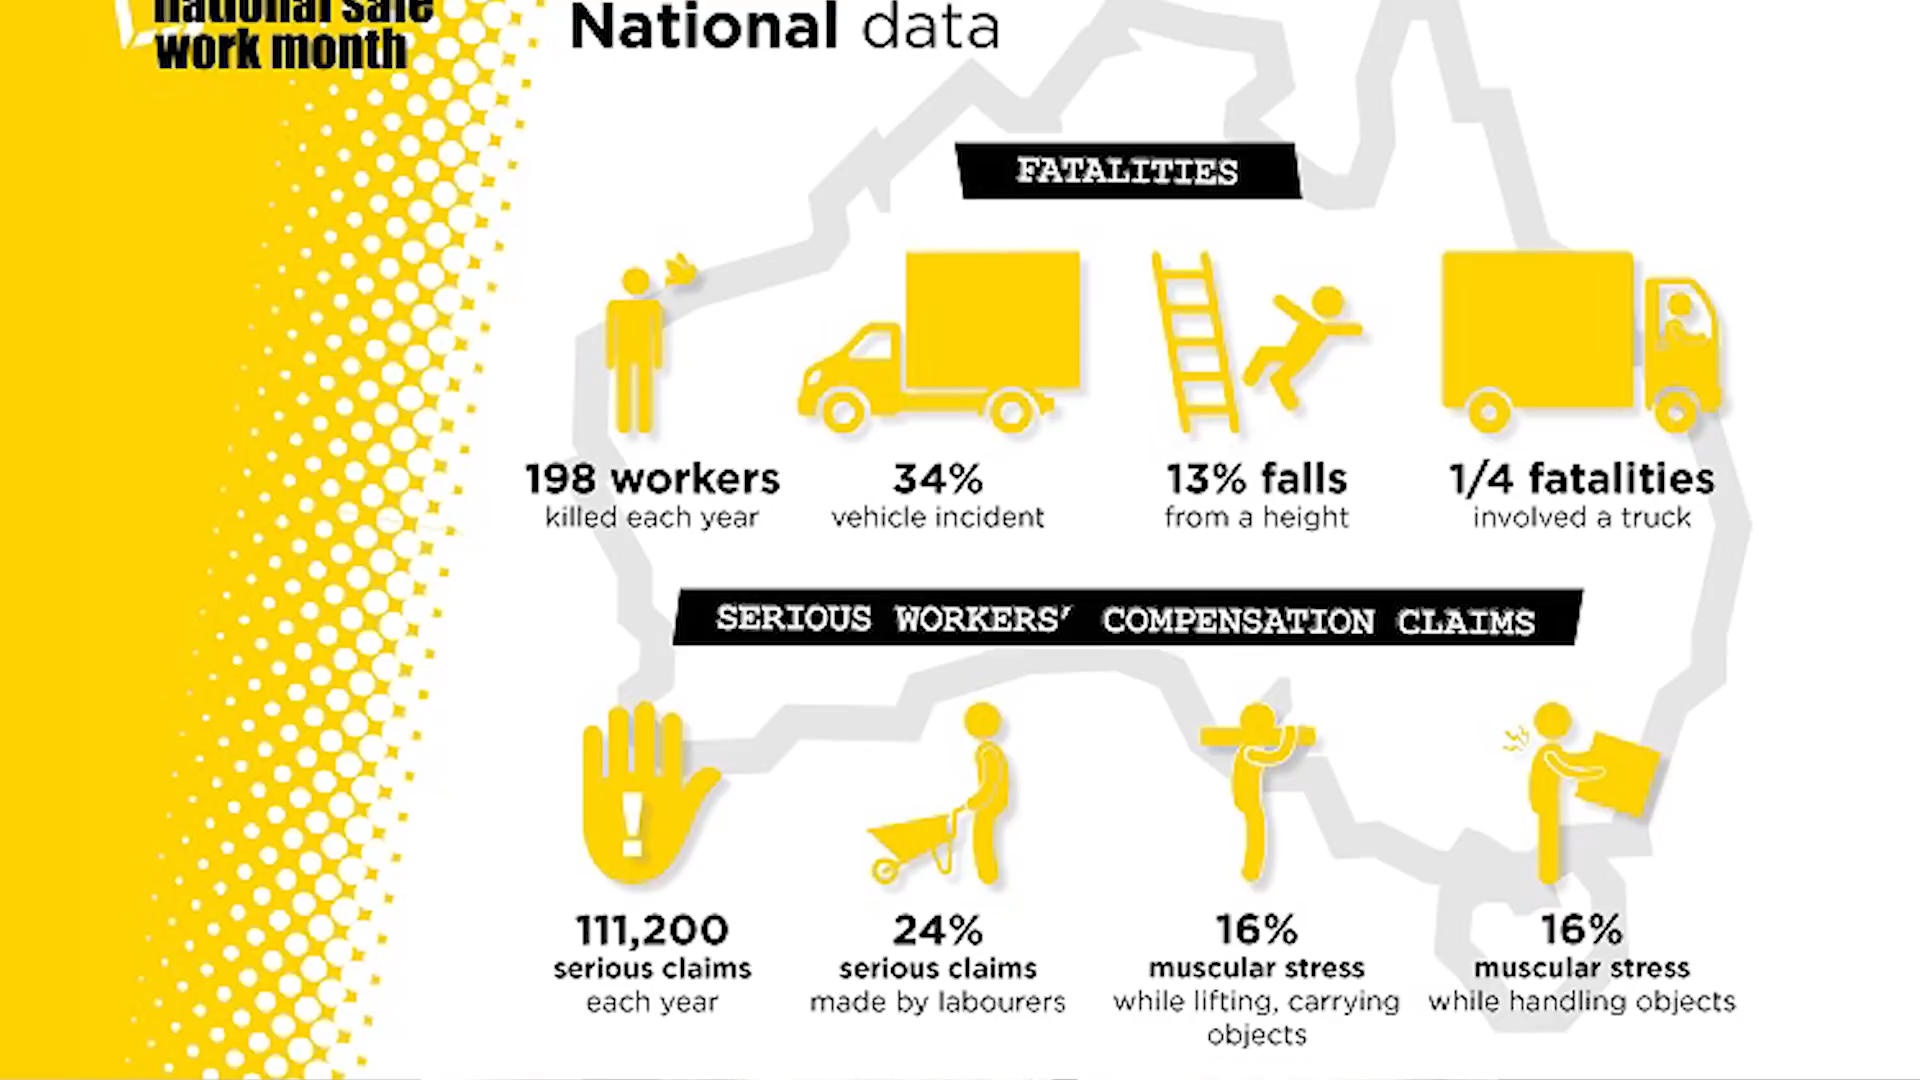 national safe
work month
National data
FATALITIES
198 workers
killed each year
34%
vehicle incident
13% falls
from a height
1/4 fatalities
involved a truck
SERIOUS WORKERS' COMPENSATION CLAIMS
!
111,200
serious claims
each year
24%
serious claims
made by labourers
16%
muscular stress
while lifting, carrying
objects
16%
muscular stress
while handling objects